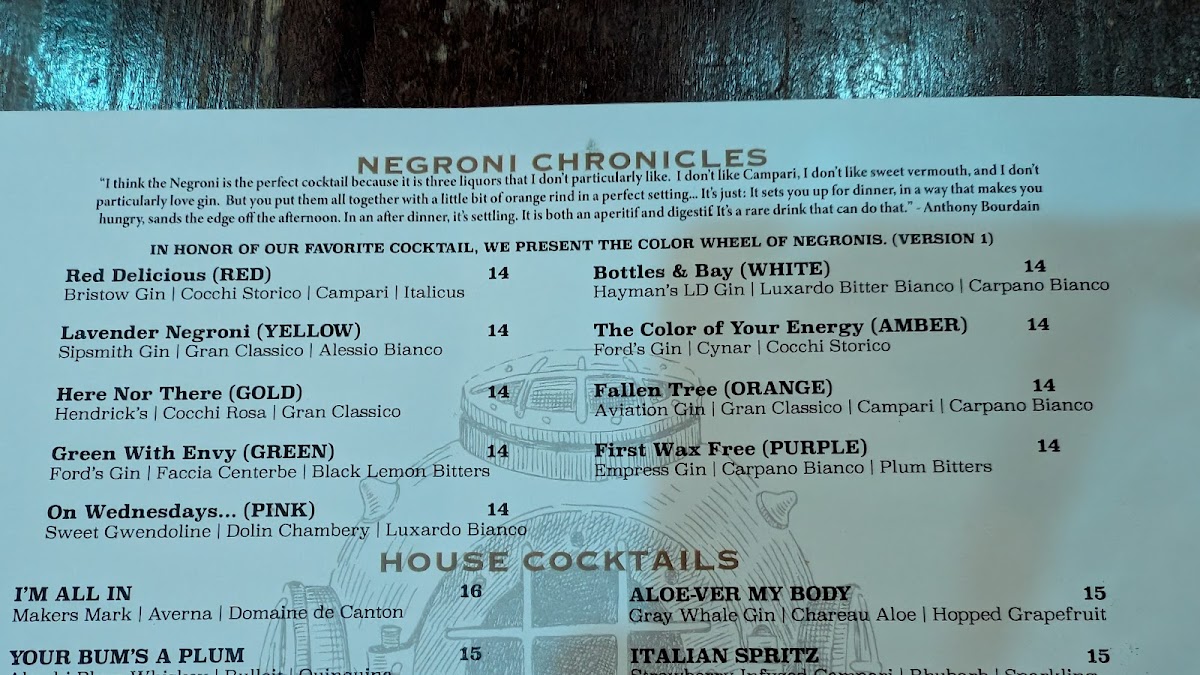 NEGRONI CHRONICLES
"I think the Negroni is the perfect cocktail because it is three liquors that I don't particularly like. I don't like Campari, I don't like sweet vermouth, and I don't
particularly love gin. But you put them all together with a little bit of orange rind in a perfect setting... It's just: It sets you up for dinner, in a way that makes you
hungry, sands the edge off the afternoon. In an after dinner, it's settling. It is both an aperitif and digestif. It's a rare drink that can do that." - Anthony Bourdain
IN HONOR OF OUR FAVORITE COCKTAIL, WE PRESENT THE COLOR WHEEL OF NEGRONIS. (VERSION 1)
Red Delicious (RED) 14
Bristow Gin | Cocchi Storico | Campari | Italicus
Lavender Negroni (YELLOW) 14
Sipsmith Gin | Gran Classico | Alessio Bianco
Here Nor There (GOLD) 14
Hendrick's | Cocchi Rosa | Gran Classico
Green With Envy (GREEN) 14
Ford's Gin | Faccia Centerbe | Black Lemon Bitters
On Wednesdays... (PINK) 14
Sweet Gwendoline | Dolin Chambery | Luxardo Bianco
Bottles & Bay (WHITE) 14
Hayman's LD Gin | Luxardo Bitter Bianco | Carpano Bianco
The Color of Your Energy (AMBER) 14
Ford's Gin | Cynar | Cocchi Storico
Fallen Tree (ORANGE) 14
Aviation Gin | Gran Classico | Campari | Carpano Bianco
First Wax Free (PURPLE) 14
Empress Gin | Carpano Bianco | Plum Bitters
HOUSE COCKTAILS
I'M ALL IN 16
Makers Mark | Averna | Domaine de Canton
YOUR BUM'S A PLUM 15
ALOE-VER MY BODY 15
Gray Whale Gin | Chareau Aloe | Hopped Grapefruit
ITALIAN SPRITZ 15
Strawberry Infused Campari | Rhubarb | Sparkling